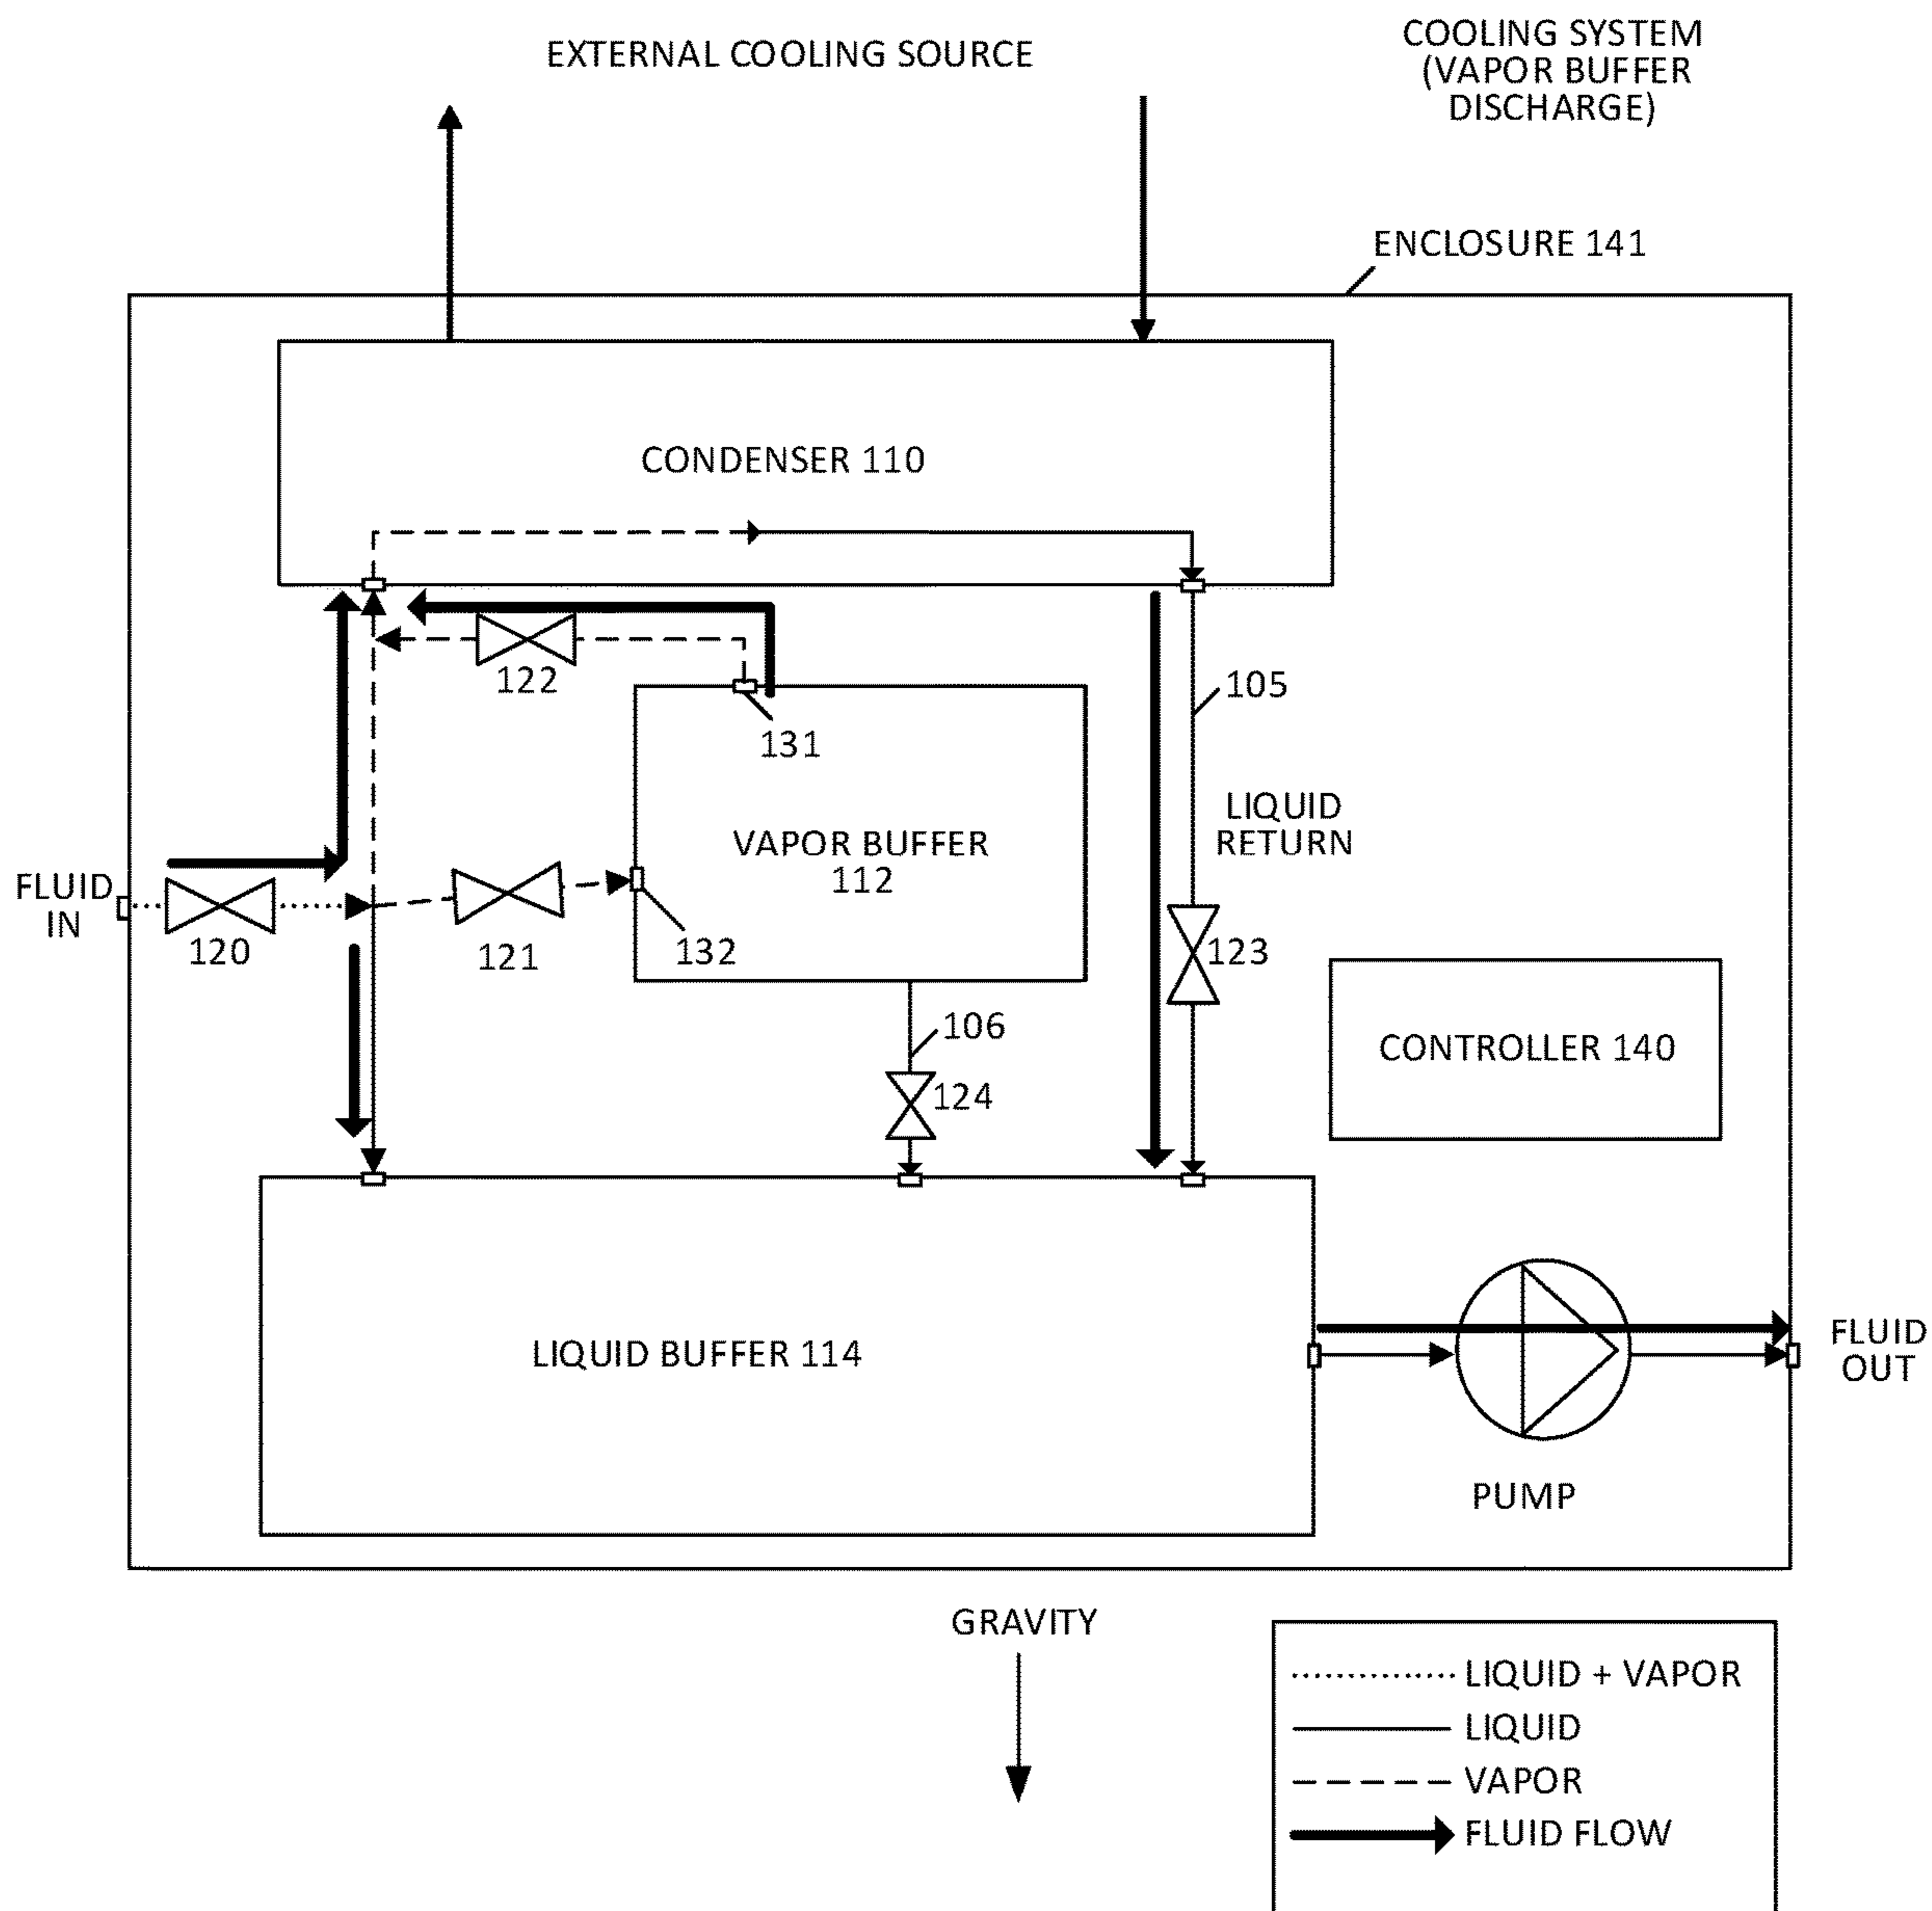 EXTERNAL COOLING SOURCE
COOLING SYSTEM
(VAPOR BUFFER
DISCHARGE)
ENCLOSURE 141
CONDENSER 110
122
131
105
VAPOR BUFFER
112
LIQUID
RETURN
FLUID
IN
120
121
132
123
106
124
CONTROLLER 140
LIQUID BUFFER 114
FLUID
OUT
PUMP
GRAVITY
LIQUID + VAPOR
LIQUID
VAPOR
FLUID FLOW